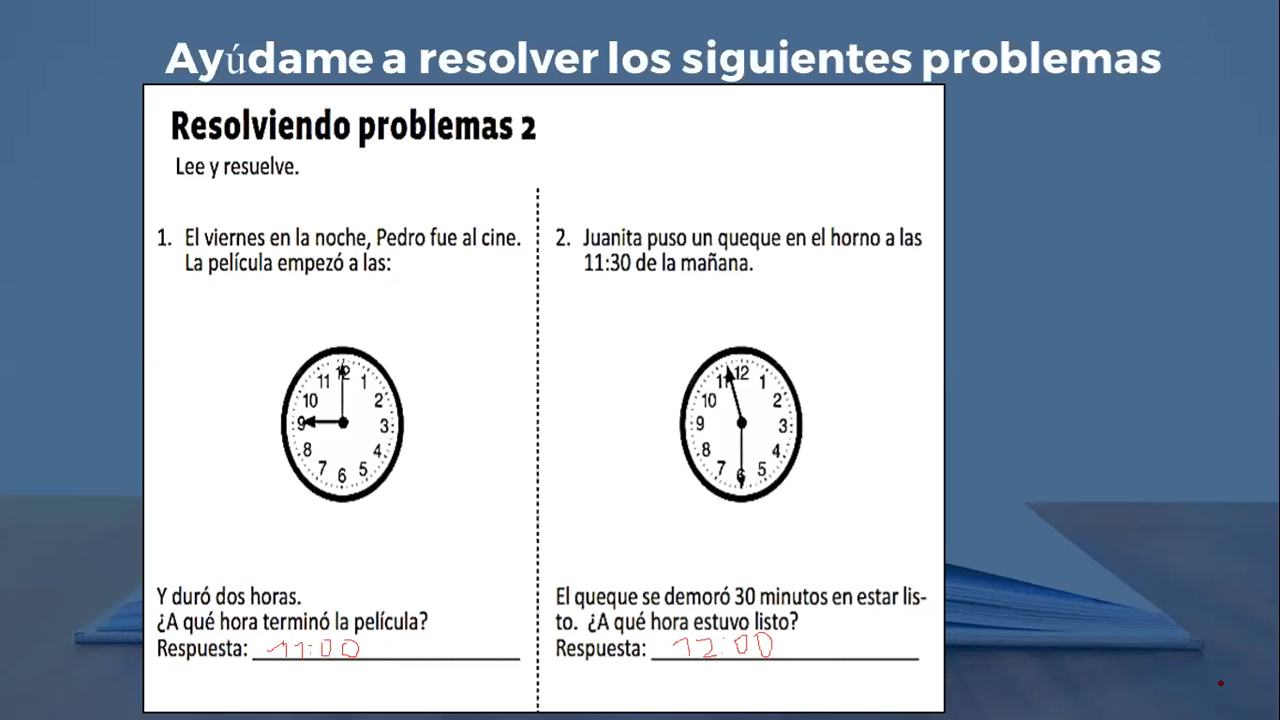 Ayúdame a resolver los siguientes problemas
Resolviendo problemas 2
Lee y resuelve.
1. El viernes en la noche, Pedro fue al cine.
La película empezó a las:
12
11 1
10 2
9 3
8 4
7 5
6
Y duró dos horas.
¿A qué hora terminó la película?
Respuesta: 11:00
2. Juanita puso un queque en el horno a las
11:30 de la mañana.
12
11 1
10 2
9 3
8 4
7 5
6
El queque se demoró 30 minutos en estar lis-
to. ¿A qué hora estuvo listo?
Respuesta: 12:00